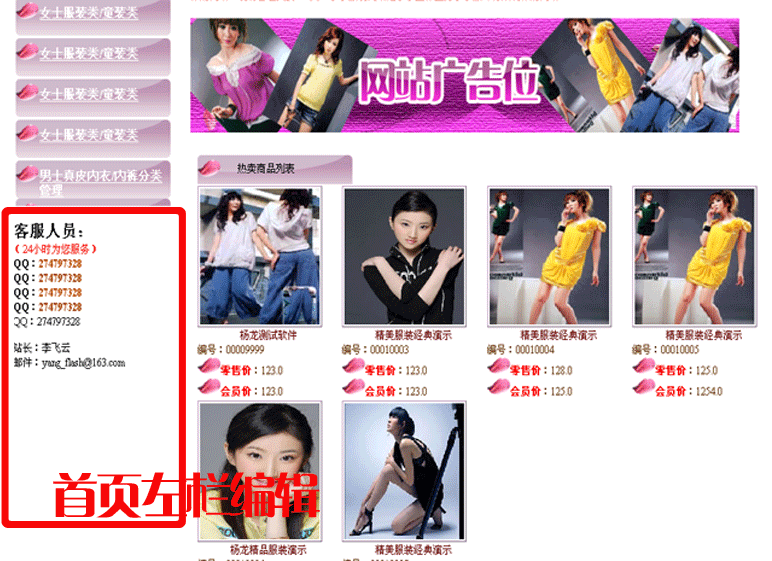 女士服装类/童装类
女士服装类/童装类
女士服装类/童装类
女士服装类/童装类
男士真皮内衣/内裤分类
管理
客服人员：
（24小时为您服务）
QQ：274797328
QQ：274797328
QQ：274797328
QQ：274797328
QQ：274797328
站长：李飞云
邮件：yang_flash@163.com
首页左栏编辑
网站广告位
热卖商品列表
杨龙测试软件
编号：00009999
零售价：123.0
会员价：123.0
精美服装经典演示
编号：00010003
零售价：123.0
会员价：123.0
精美服装经典演示
编号：00010004
零售价：128.0
会员价：125.0
精美服装经典演示
编号：00010005
零售价：125.0
会员价：1254.0
杨龙精品服装演示
精美服装经典演示